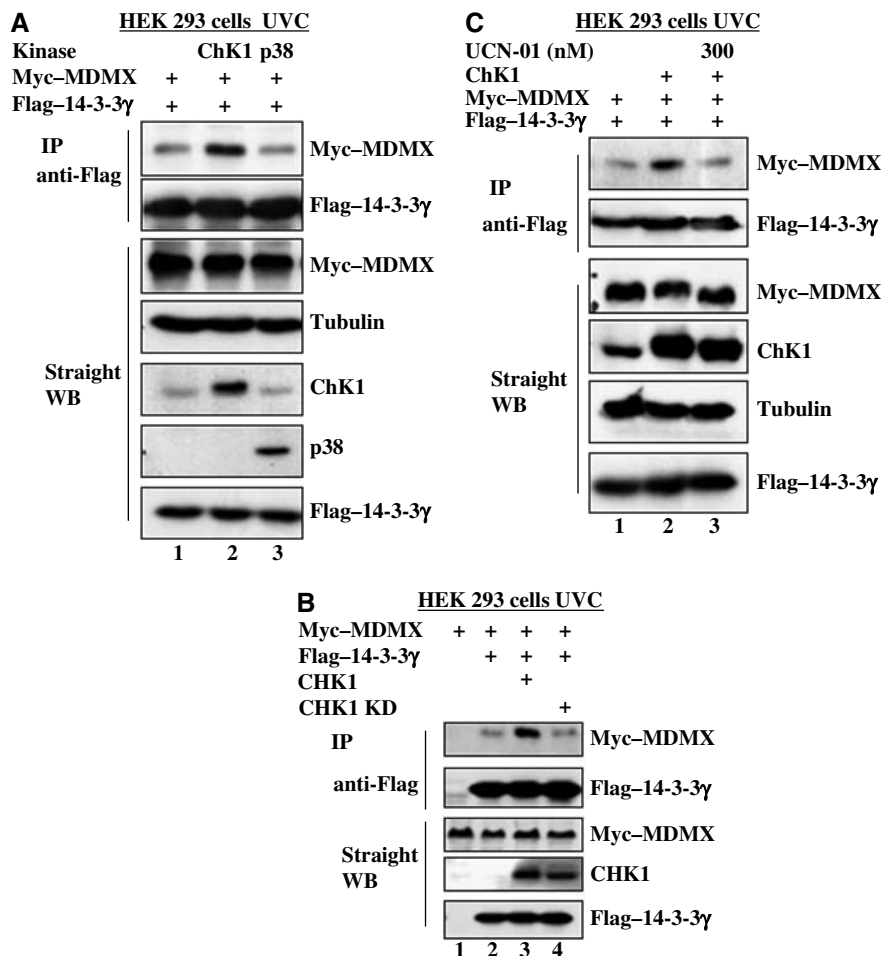 A
HEK 293 cells UVC
Kinase ChK1 p38
Myc–MDMX + + +
Flag–14-3-3γ + + +
IP
anti-Flag
Myc–MDMX
Flag–14-3-3γ
Straight
WB
Myc–MDMX
Tubulin
ChK1
p38
Flag–14-3-3γ
1 2 3
C
HEK 293 cells UVC
UCN-01 (nM) 300
ChK1 + +
Myc–MDMX + + +
Flag–14-3-3γ + + +
IP
anti-Flag
Myc–MDMX
Flag–14-3-3γ
Straight
WB
Myc–MDMX
ChK1
Tubulin
Flag–14-3-3γ
1 2 3
B
HEK 293 cells UVC
Myc–MDMX + + + +
Flag–14-3-3γ + + +
CHK1 +
CHK1 KD +
IP
anti-Flag
Myc–MDMX
Flag–14-3-3γ
Straight
WB
Myc–MDMX
CHK1
Flag–14-3-3γ
1 2 3 4